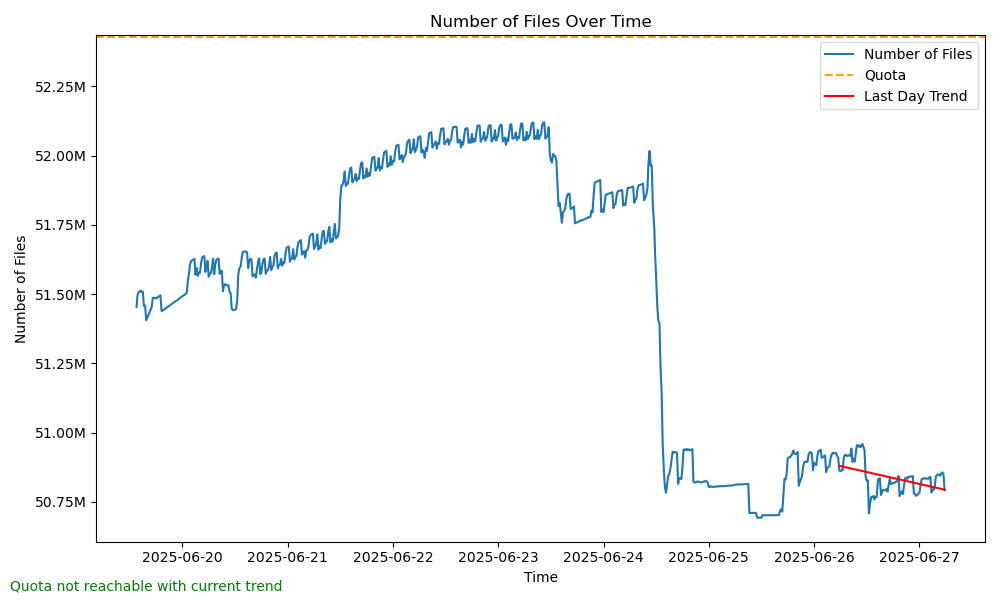 Number of Files Over Time
Number of Files
Quota
Last Day Trend
Number of Files
52.25M
52.00M
51.75M
51.50M
51.25M
51.00M
50.75M
2025-06-20 2025-06-21 2025-06-22 2025-06-23 2025-06-24 2025-06-25 2025-06-26 2025-06-27
Time
Quota not reachable with current trend